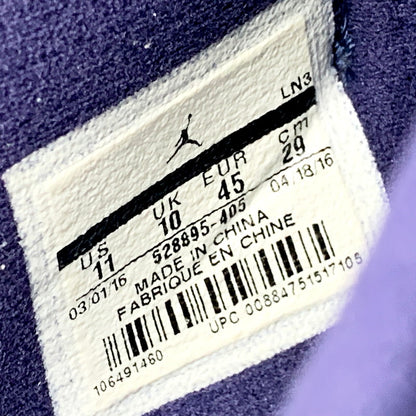 LN3
US UK EUR cm
11 10 45 29
03/01/16 528895-405 04/18/16
MADE IN CHINA
FABRIQUE EN CHINE
106491460 UPC 00884751517105